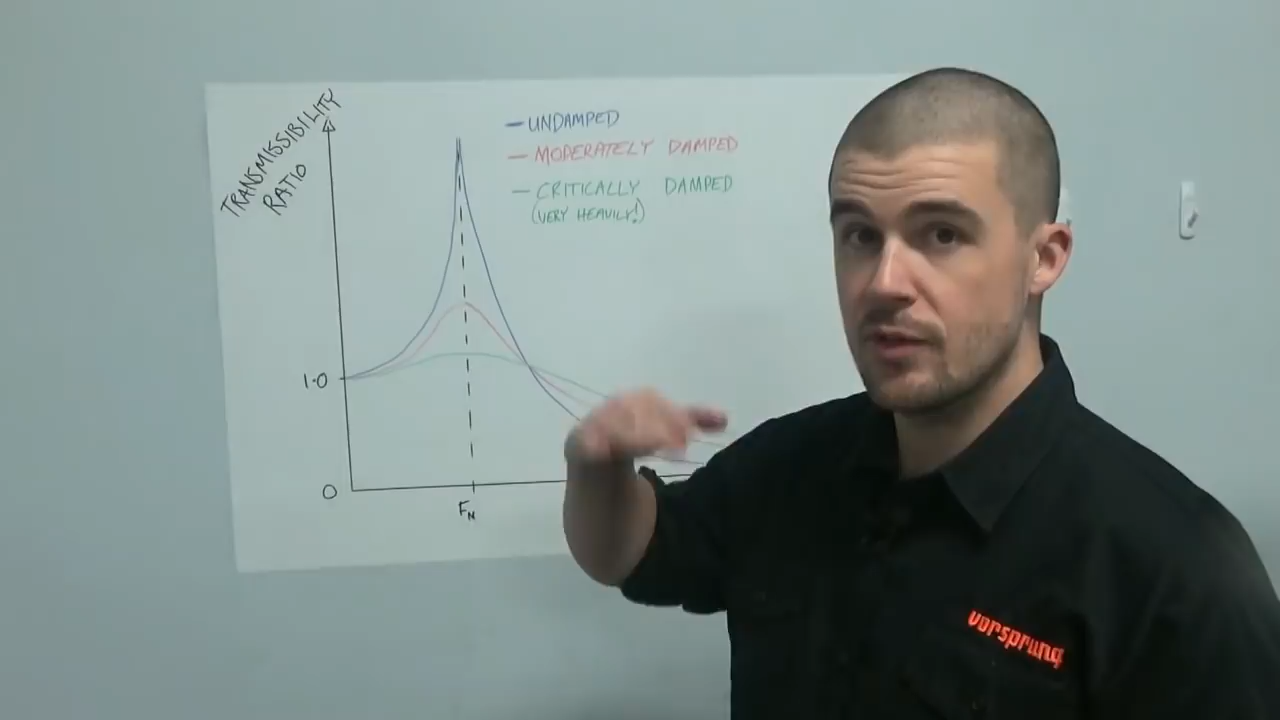 TRANSMISSIBILITY
RATIO
UNDAMPED
MODERATELY DAMPED
CRITICALLY DAMPED
(VERY HEAVILY!)
1.0
0
FN
vorsprung